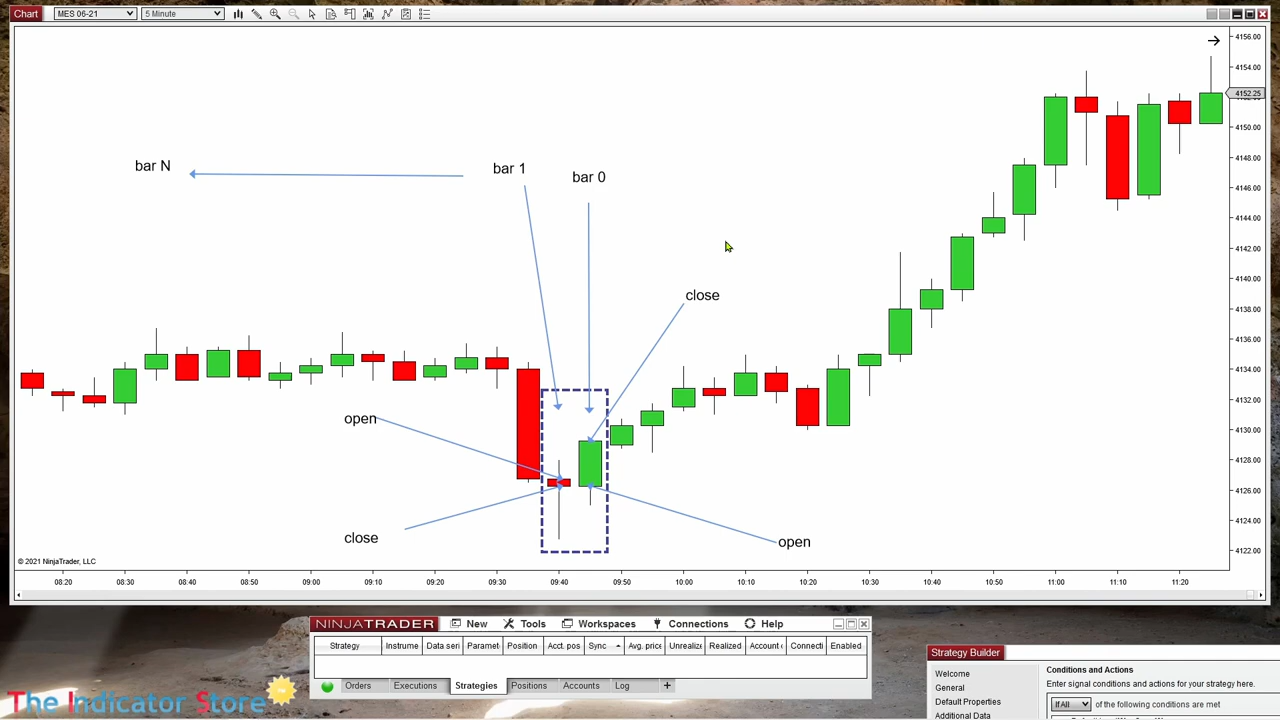 Chart
MES 06-21
5 Minute
4156.00
4154.00
4152.25
4150.00
4148.00
4146.00
4144.00
4142.00
4140.00
4138.00
4136.00
4134.00
4132.00
4130.00
4128.00
4126.00
4124.00
4122.00
bar N
bar 1
bar 0
close
open
close
open
© 2021 NinjaTrader, LLC
08:20 08:30 08:40 08:50 09:00 09:10 09:20 09:30 09:40 09:50 10:00 10:10 10:20 10:30 10:40 10:50 11:00 11:10 11:20
NINJATRADER New Tools Workspaces Connections Help
Strategy Instrume Data seri Paramet Position Acct. pos Sync Avg. price Unrealiz Realized Account Connecti Enabled
Orders Executions Strategies Positions Accounts Log +
The Indicator Store
Strategy Builder
Welcome
General
Default Properties
Additional Data
Conditions and Actions
Enter signal conditions and actions for your strategy here.
If All of the following conditions are met